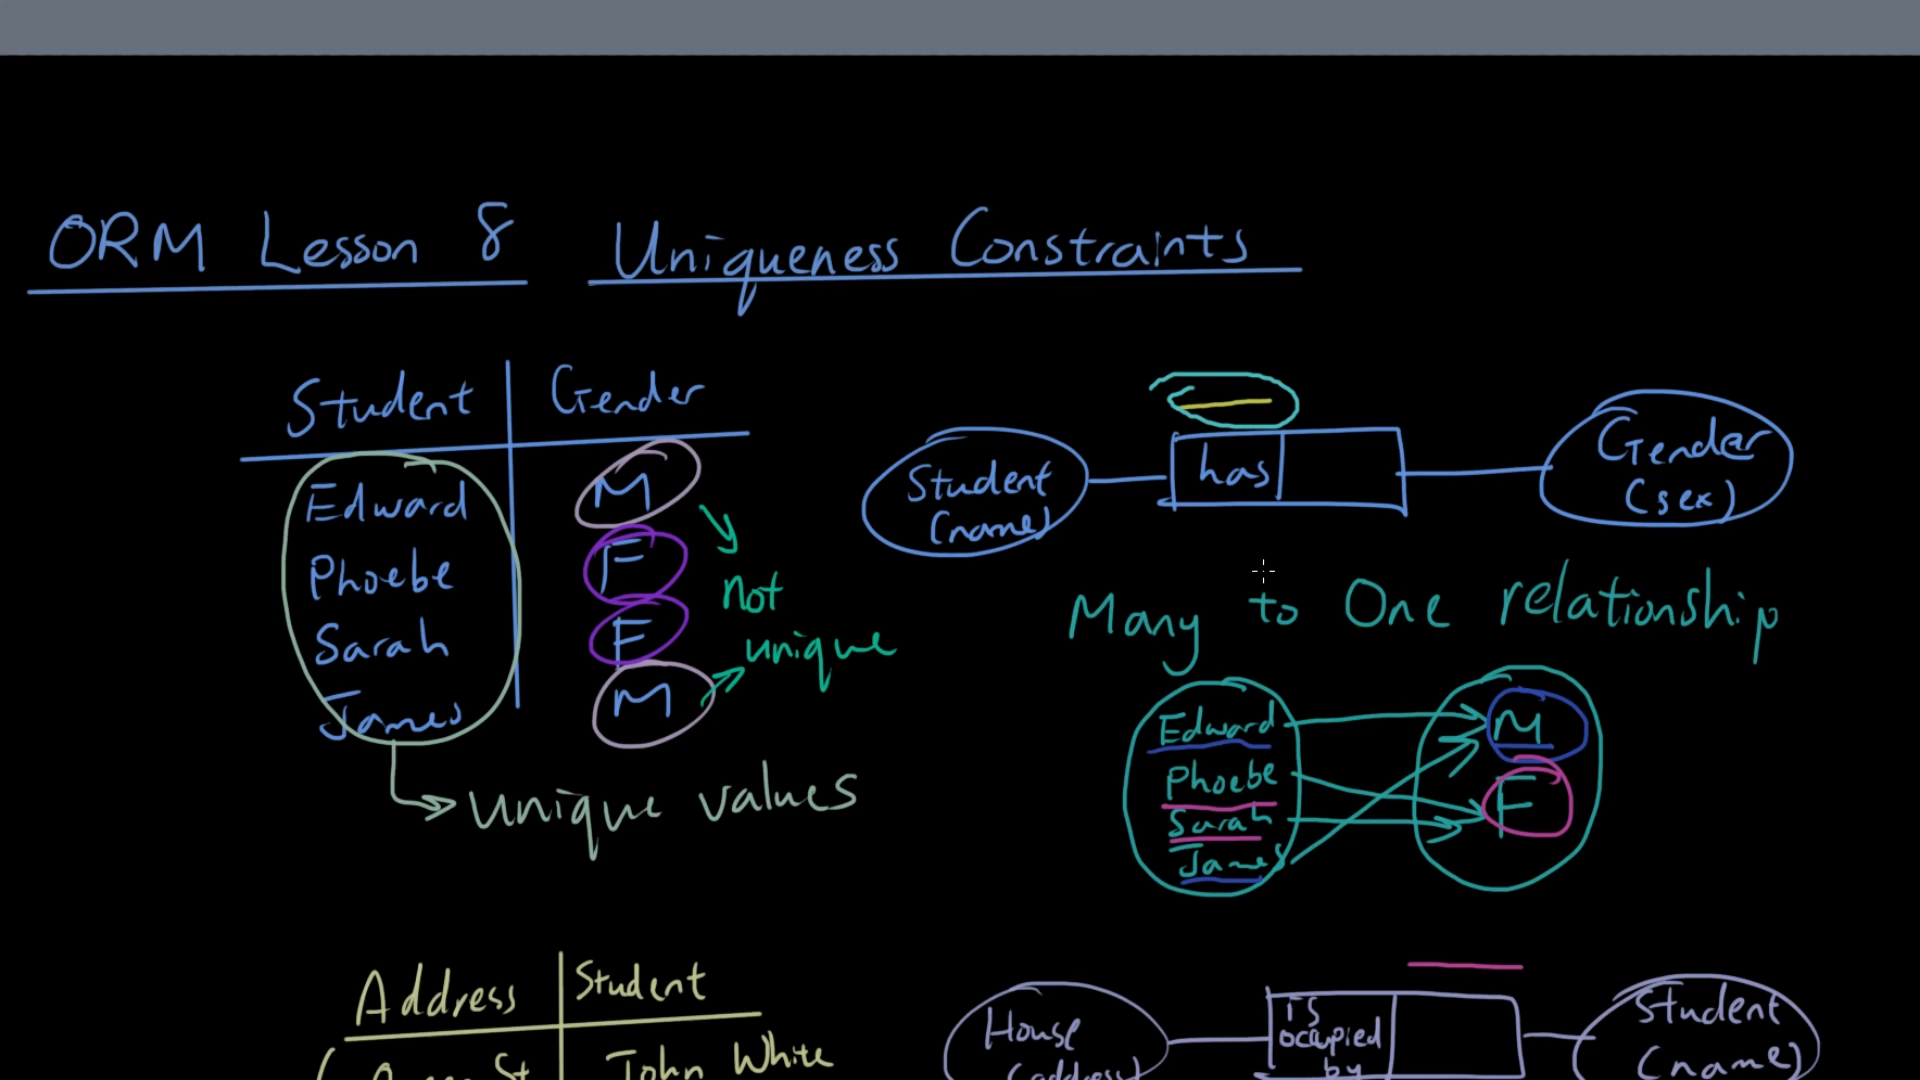 ORM Lesson 8 Uniqueness Constraints
Student Gender
Edward M
Phoebe F
Sarah F
James M
not
unique
unique values
Student
(name)
has
Gender
(sex)
Many to One relationship
Edward M
Phoebe F
Sarah
James
Address Student
St John White
House
(address)
is
occupied
by
Student
(name)